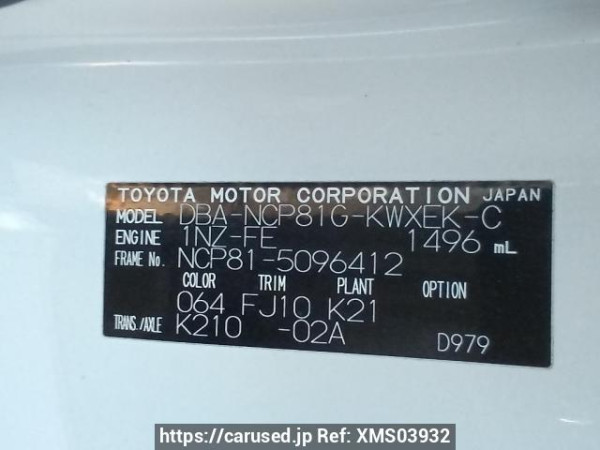 TOYOTA MOTOR CORPORATION JAPAN
MODEL DBA-NCP81G-KWXEK-C
ENGINE 1NZ-FE 1496 mL
FRAME No. NCP81-5096412
COLOR TRIM PLANT OPTION
064 FJ10 K21
TRANS./AXLE K210 -02A D979
https://carused.jp Ref: XMS03932